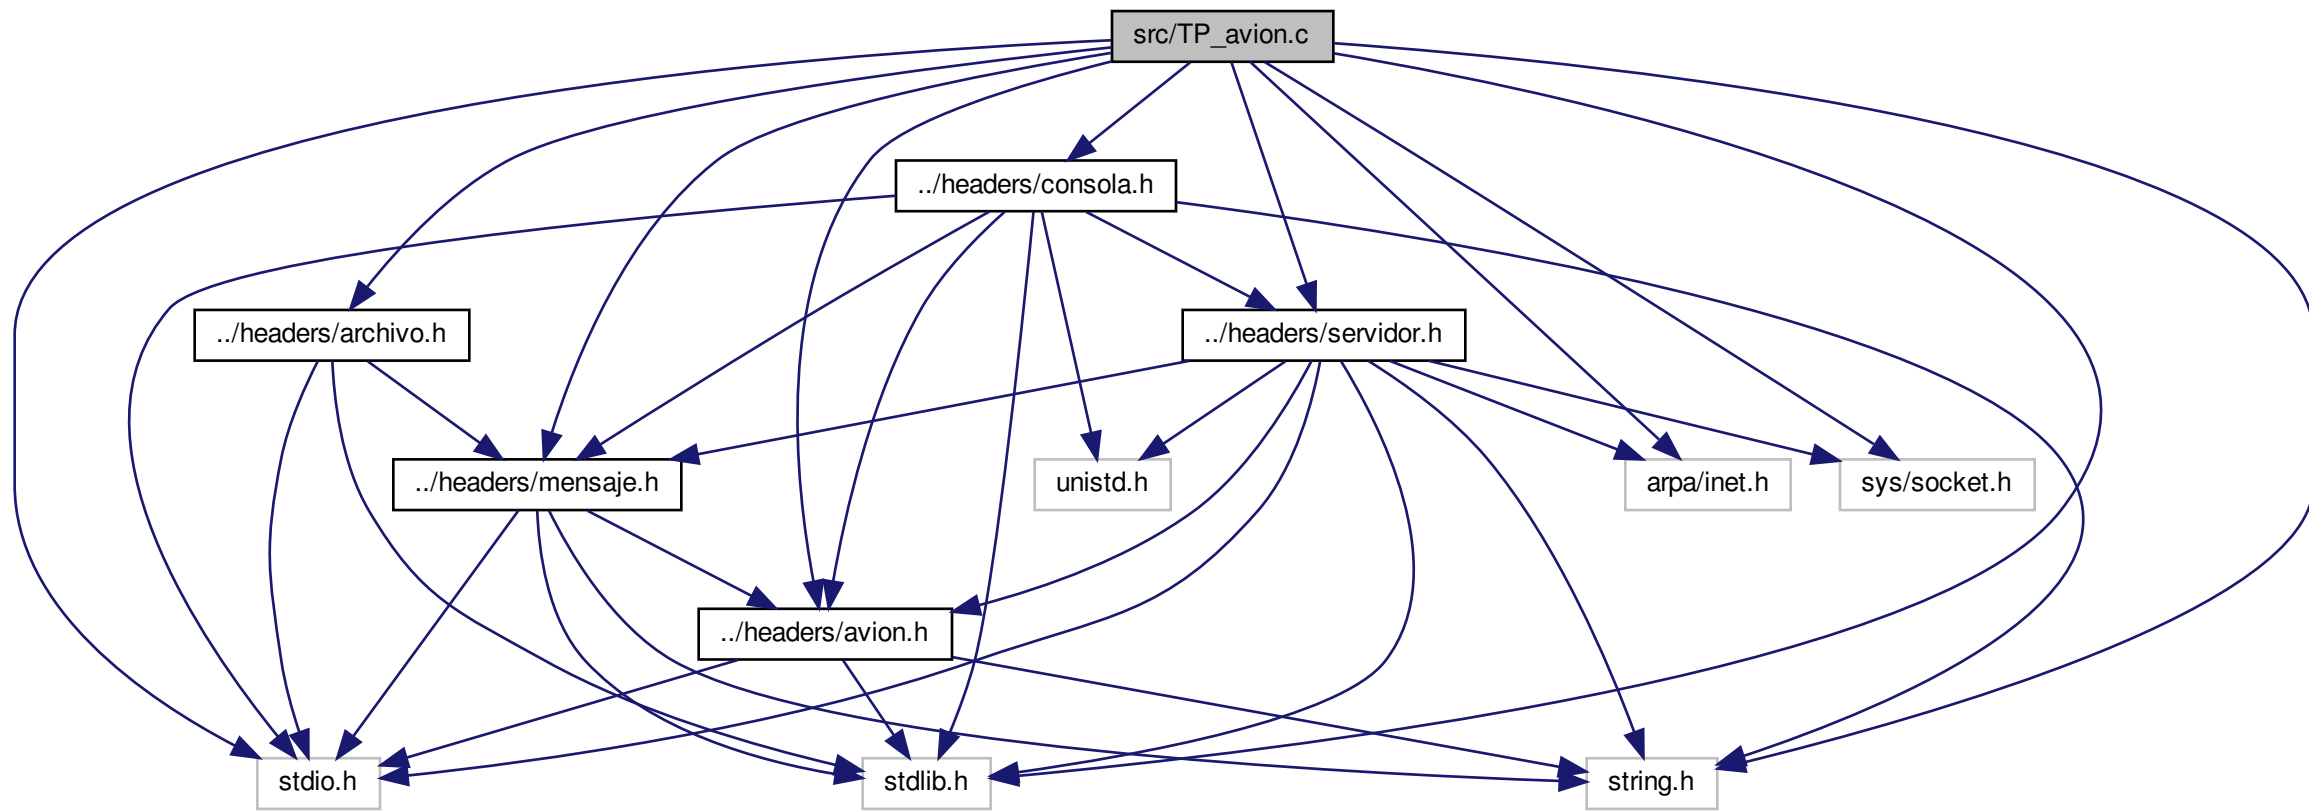 src/TP_avion.c
../headers/consola.h
../headers/archivo.h
../headers/servidor.h
../headers/mensaje.h
unistd.h
arpa/inet.h
sys/socket.h
../headers/avion.h
stdio.h
stdlib.h
string.h